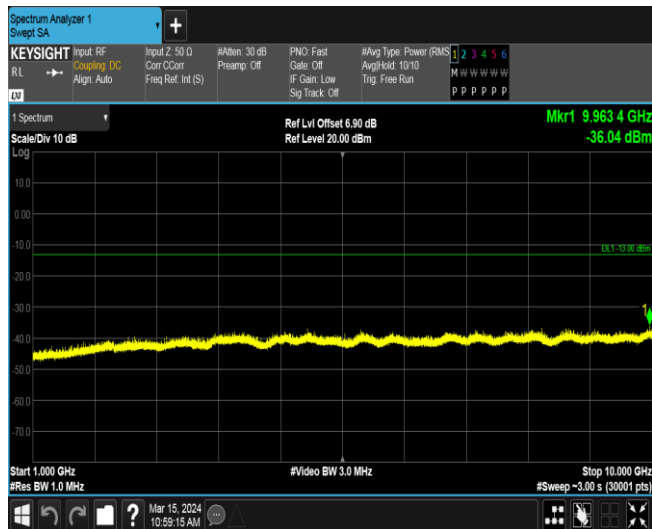 Spectrum Analyzer 1
Swept SA
+
KEYSIGHT
RL
LXI
Input: RF
Coupling: DC
Align: Auto
Input Z: 50 Ω
Corr CCorr
Freq Ref: Int (S)
#Atten: 30 dB
Preamp: Off
PNO: Fast
Gate: Off
IF Gain: Low
Sig Track: Off
#Avg Type: Power (RMS
Avg|Hold: 10/10
Trig: Free Run
1 2 3 4 5 6
M W W W W W
P P P P P P
1 Spectrum
Scale/Div 10 dB
Ref Lvl Offset 6.90 dB
Ref Level 20.00 dBm
Mkr1 9.963 4 GHz
-36.04 dBm
Log
10.0
0.00
-10.0
DL1 -13.00 dBm
-20.0
-30.0
1
-40.0
-50.0
-60.0
-70.0
Start 1.000 GHz
#Video BW 3.0 MHz
Stop 10.000 GHz
#Res BW 1.0 MHz
#Sweep ~3.00 s (30001 pts)
?
Mar 15, 2024
10:59:15 AM